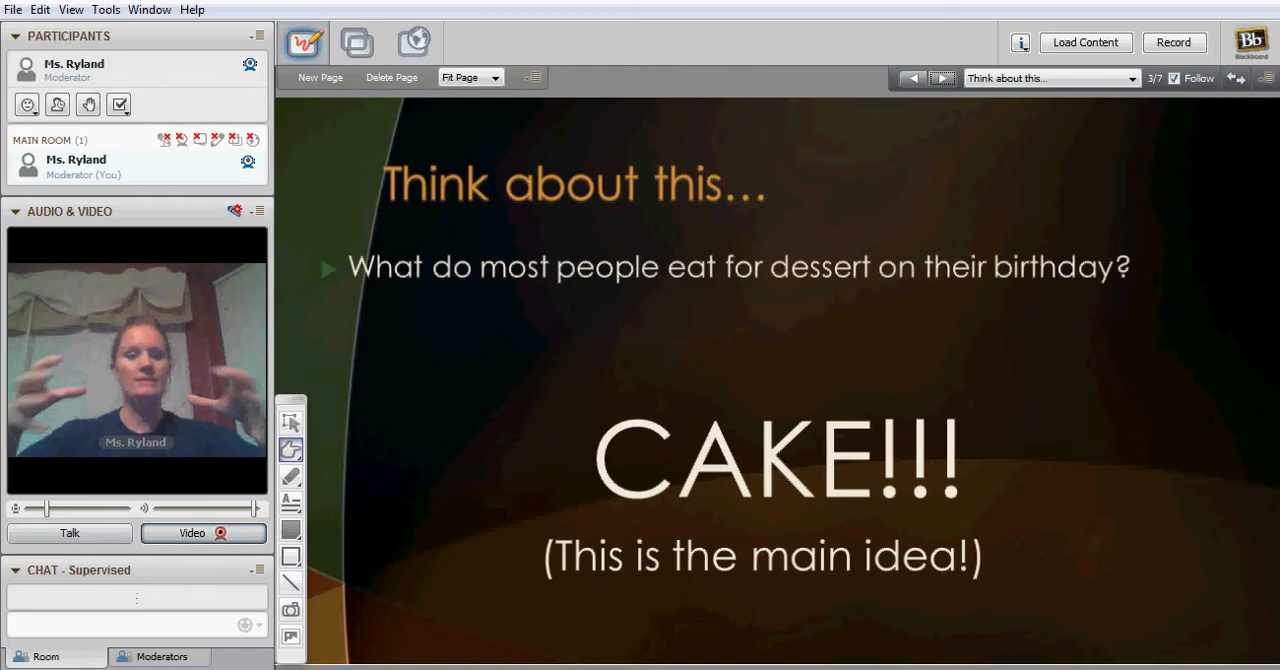 File Edit View Tools Window Help
PARTICIPANTS
Ms. Ryland
Moderator
MAIN ROOM (1)
Ms. Ryland
Moderator (You)
AUDIO & VIDEO
Ms. Ryland
Talk Video
CHAT - Supervised
Room Moderators
i Load Content Record
Bb
Blackboard
New Page Delete Page Fit Page Think about this... 3/7 Follow
Think about this...
What do most people eat for dessert on their birthday?
CAKE!!!
(This is the main idea!)